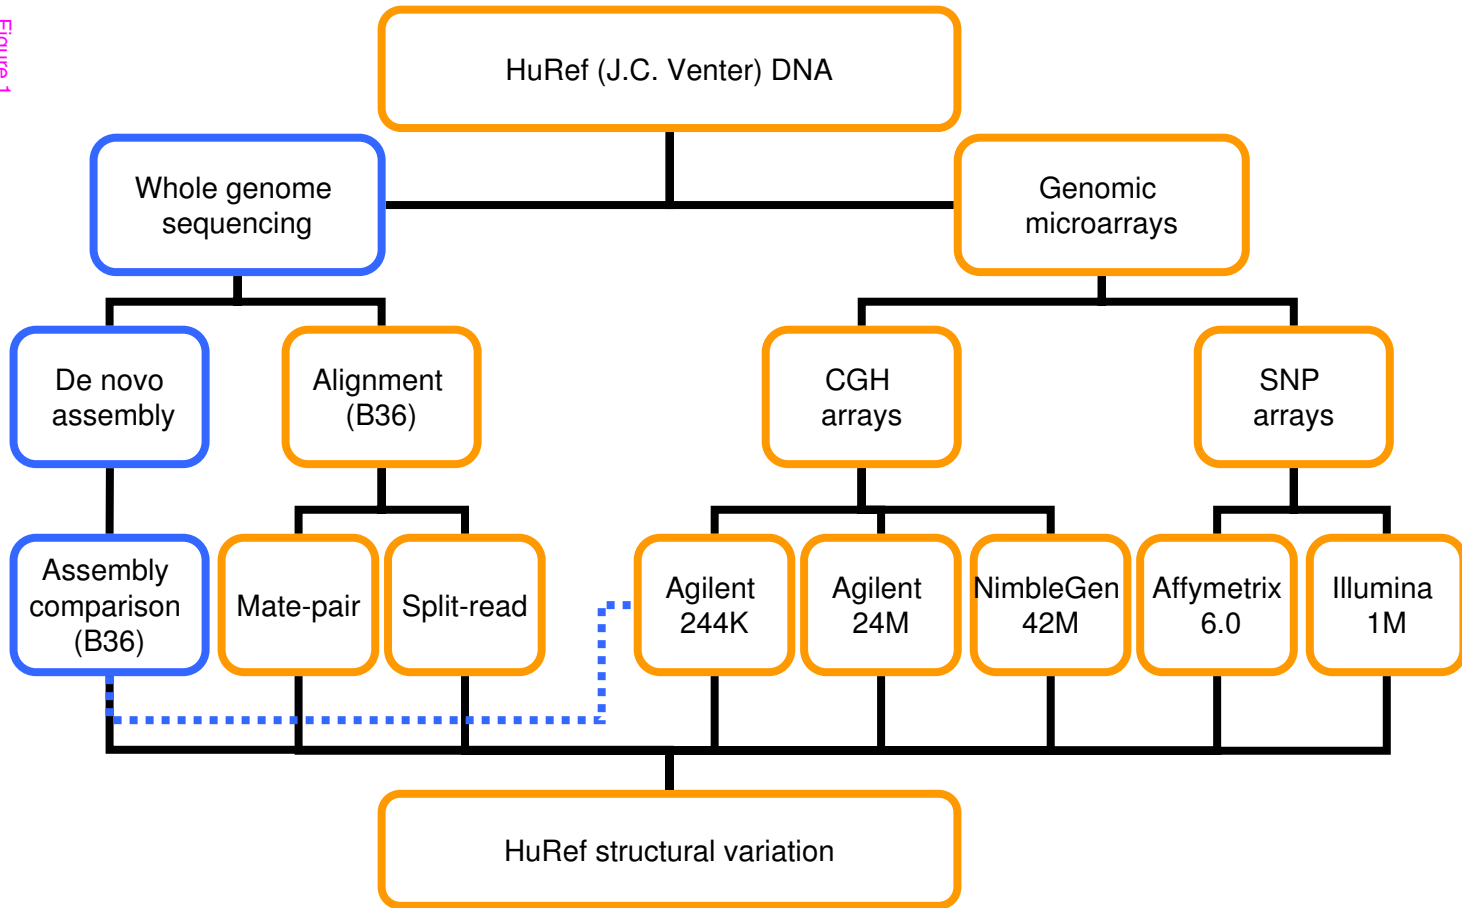 Figure 1
HuRef (J.C. Venter) DNA
Whole genome
sequencing
Genomic
microarrays
De novo
assembly
Alignment
(B36)
CGH
arrays
SNP
arrays
Assembly
comparison
(B36)
Mate-pair
Split-read
Agilent
244K
Agilent
24M
NimbleGen
42M
Affymetrix
6.0
Illumina
1M
HuRef structural variation